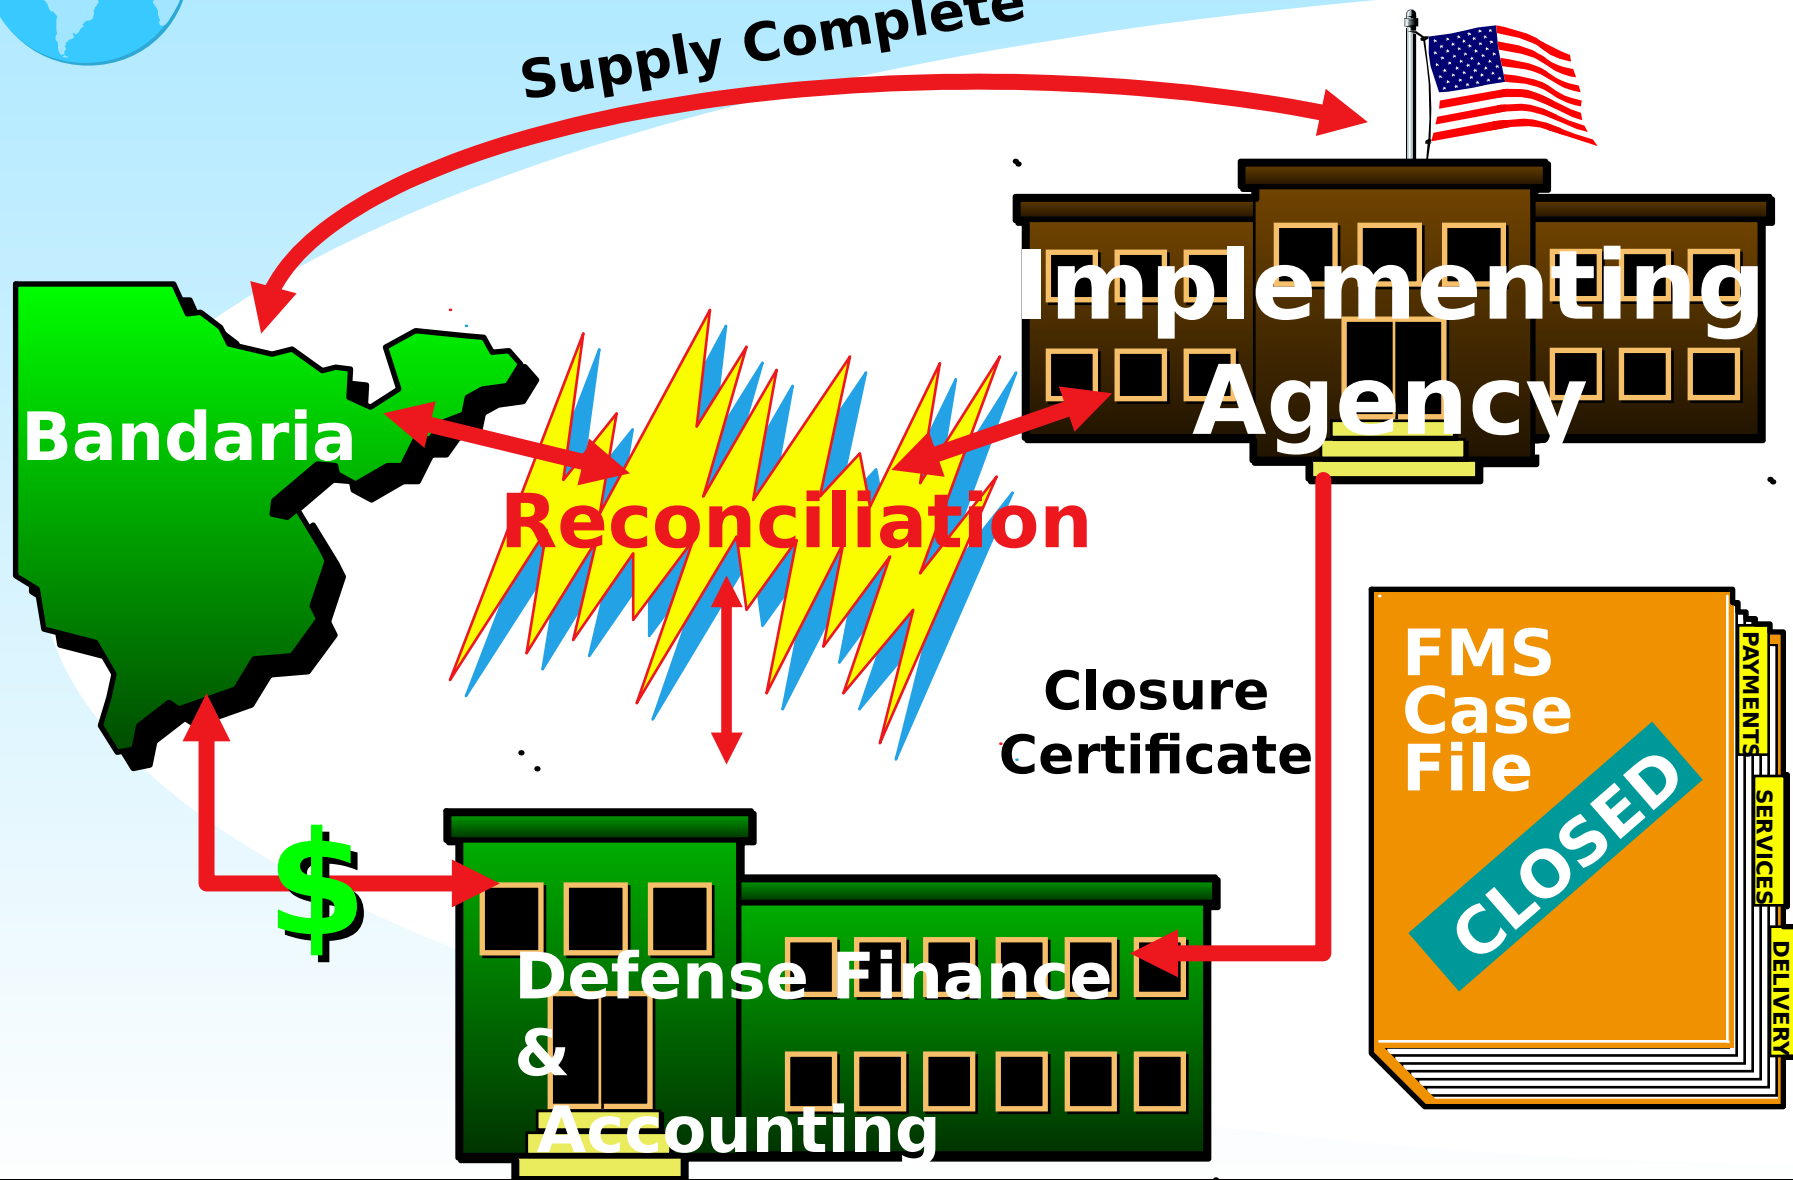 Supply Complete
Implementing
Agency
Bandaria
Reconciliation
Closure
Certificate
FMS
Case
File
CLOSED
PAYMENTS
SERVICES
DELIVERY
$
Defense Finance
&
Accounting